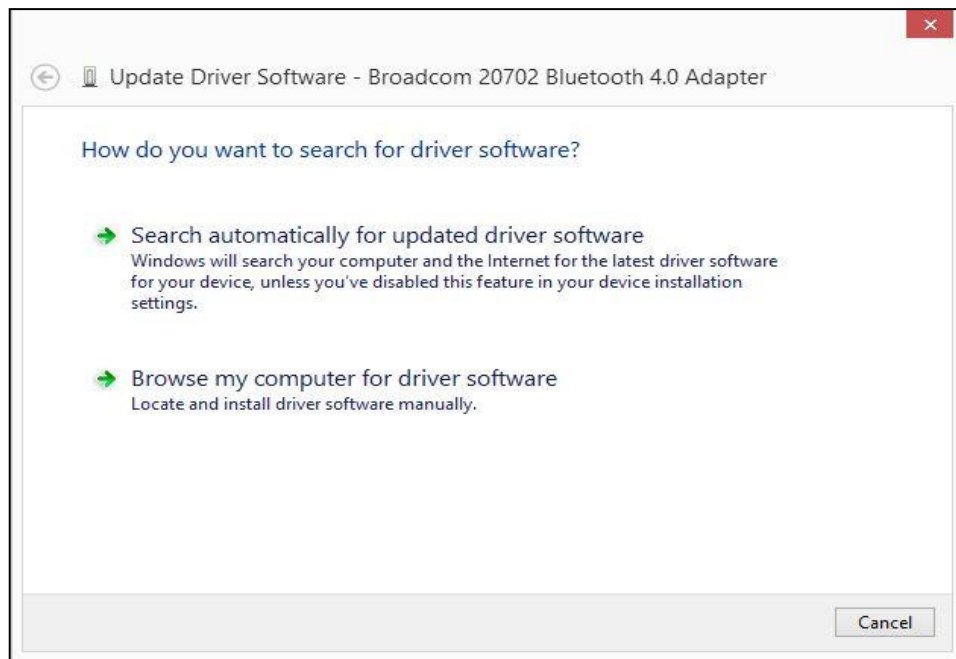 Update Driver Software - Broadcom 20702 Bluetooth 4.0 Adapter
How do you want to search for driver software?
Search automatically for updated driver software
Windows will search your computer and the Internet for the latest driver software
for your device, unless you've disabled this feature in your device installation
settings.
Browse my computer for driver software
Locate and install driver software manually.
Cancel